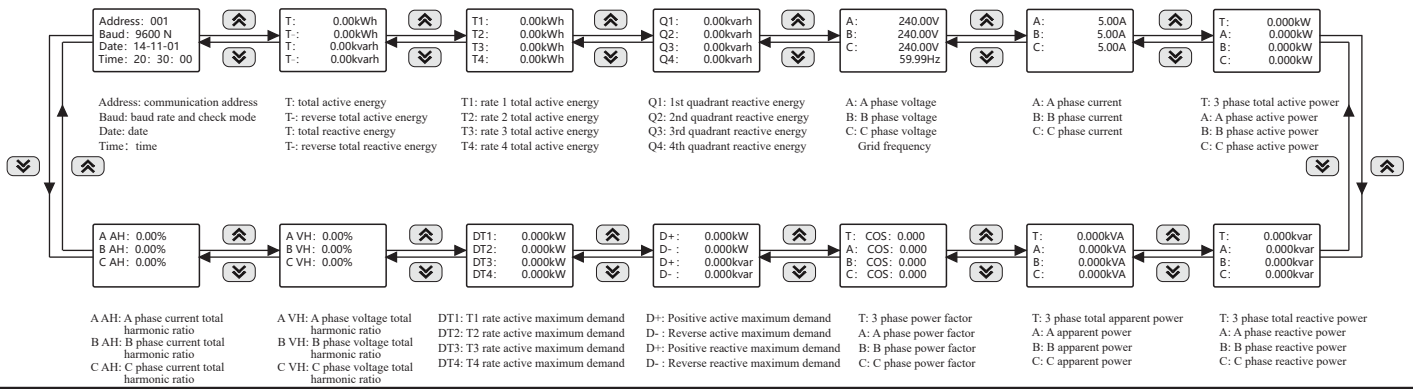 Address: 001
Baud: 9600 N
Date: 14-11-01
Time: 20: 30: 00
T: 0.00kWh
T-: 0.00kWh
T: 0.00kvarh
T-: 0.00kvarh
T1: 0.00kWh
T2: 0.00kWh
T3: 0.00kWh
T4: 0.00kWh
Q1: 0.00kvarh
Q2: 0.00kvarh
Q3: 0.00kvarh
Q4: 0.00kvarh
A: 240.00V
B: 240.00V
C: 240.00V
59.99Hz
A: 5.00A
B: 5.00A
C: 5.00A
T: 0.000kW
A: 0.000kW
B: 0.000kW
C: 0.000kW
Address: communication address
Baud: baud rate and check mode
Date: date
Time: time
T: total active energy
T-: reverse total active energy
T: total reactive energy
T-: reverse total reactive energy
T1: rate 1 total active energy
T2: rate 2 total active energy
T3: rate 3 total active energy
T4: rate 4 total active energy
Q1: 1st quadrant reactive energy
Q2: 2nd quadrant reactive energy
Q3: 3rd quadrant reactive energy
Q4: 4th quadrant reactive energy
A: A phase voltage
B: B phase voltage
C: C phase voltage
Grid frequency
A: A phase current
B: B phase current
C: C phase current
T: 3 phase total active power
A: A phase active power
B: B phase active power
C: C phase active power
A AH: 0.00%
B AH: 0.00%
C AH: 0.00%
A VH: 0.00%
B VH: 0.00%
C VH: 0.00%
DT1: 0.000kW
DT2: 0.000kW
DT3: 0.000kW
DT4: 0.000kW
D+: 0.000kW
D- : 0.000kW
D+: 0.000kvar
D- : 0.000kvar
T: COS: 0.000
A: COS: 0.000
B: COS: 0.000
C: COS: 0.000
T: 0.000kVA
A: 0.000kVA
B: 0.000kVA
C: 0.000kVA
T: 0.000kvar
A: 0.000kvar
B: 0.000kvar
C: 0.000kvar
A AH: A phase current total
harmonic ratio
B AH: B phase current total
harmonic ratio
C AH: C phase current total
harmonic ratio
A VH: A phase voltage total
harmonic ratio
B VH: B phase voltage total
harmonic ratio
C VH: C phase voltage total
harmonic ratio
DT1: T1 rate active maximum demand
DT2: T2 rate active maximum demand
DT3: T3 rate active maximum demand
DT4: T4 rate active maximum demand
D+: Positive active maximum demand
D- : Reverse active maximum demand
D+: Positive reactive maximum demand
D- : Reverse reactive maximum demand
T: 3 phase power factor
A: A phase power factor
B: B phase power factor
C: C phase power factor
T: 3 phase total apparent power
A: A apparent power
B: B apparent power
C: C apparent power
T: 3 phase total reactive power
A: A phase reactive power
B: B phase reactive power
C: C phase reactive power